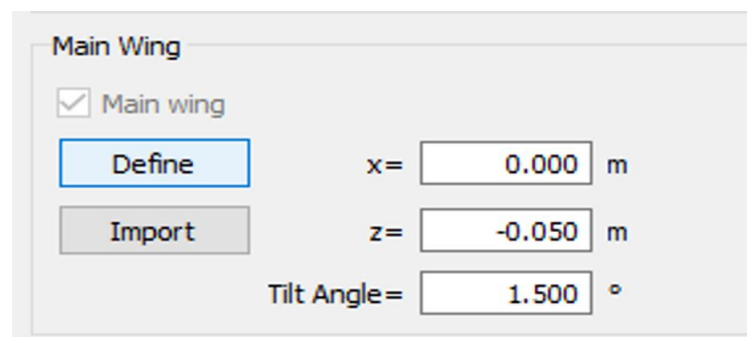 Main Wing
Main wing
Define x= 0.000 m
Import z= -0.050 m
Tilt Angle= 1.500 °